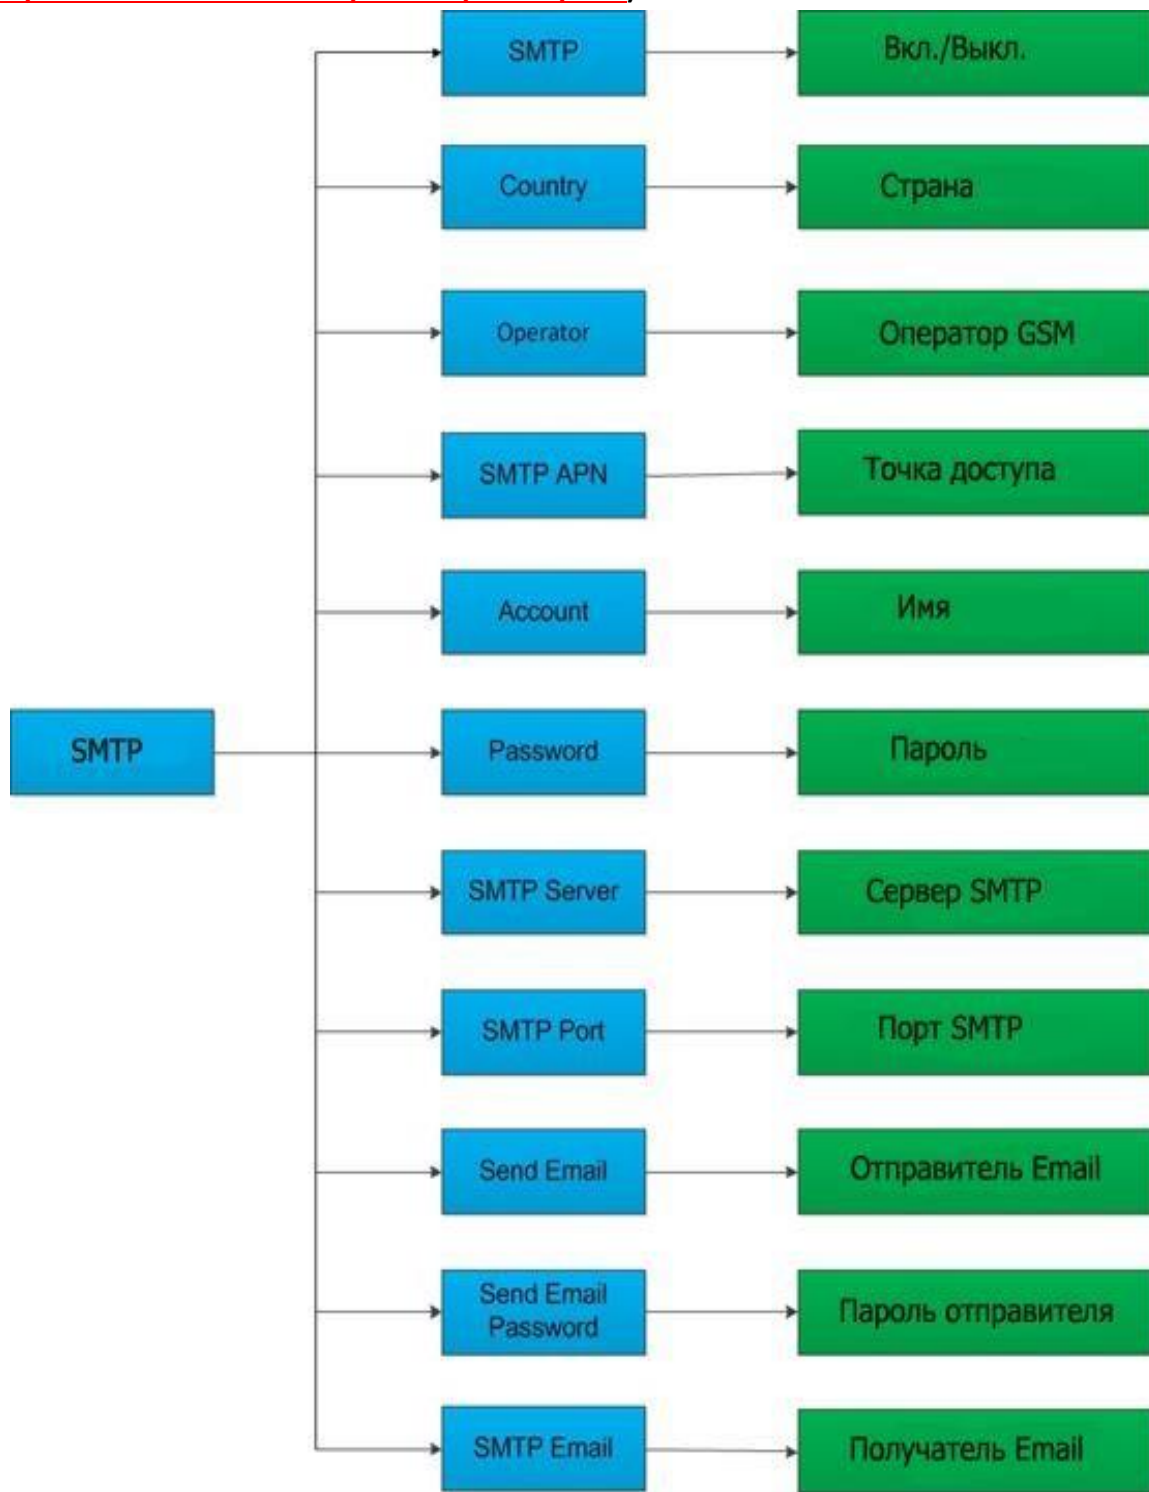 SMTP Вкл./Выкл.
Country Страна
Operator Оператор GSM
SMTP APN Точка доступа
Account Имя
SMTP
Password Пароль
SMTP Server Сервер SMTP
SMTP Port Порт SMTP
Send Email Отправитель Email
Send Email
Password
Пароль отправителя
SMTP Email Получатель Email